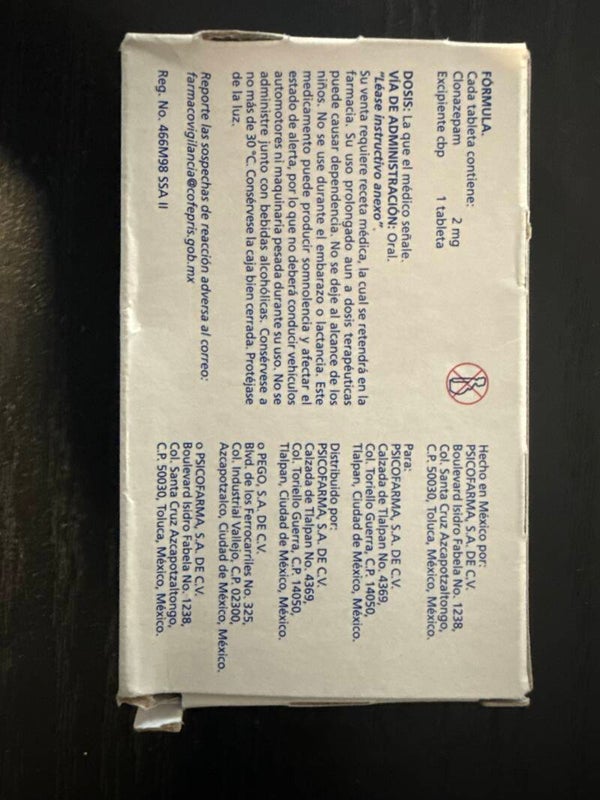 FÓRMULA.
Cada tableta contiene:
Clonazepam 2 mg
Excipiente cbp 1 tableta
DOSIS: La que el médico señale.
VÍA DE ADMINISTRACIÓN: Oral.
"Léase instructivo anexo".
Su venta requiere receta médica, la cual se retendrá en la
farmacia. Su uso prolongado aun a dosis terapéuticas
puede causar dependencia. No se deje al alcance de los
niños. No se use durante el embarazo o lactancia. Este
medicamento puede producir somnolencia y afectar el
estado de alerta, por lo que no deberá conducir vehículos
automotores ni maquinaria pesada durante su uso. No se
administre junto con bebidas alcohólicas. Consérvese a
no más de 30 °C. Consérvese la caja bien cerrada. Protéjase
de la luz.
Reporte las sospechas de reacción adversa al correo:
farmacovigilancia@cofepris.gob.mx
Reg. No. 466M98 SSA II
Hecho en México por:
PSICOFARMA, S.A. DE C.V.
Boulevard Isidro Fabela No. 1238,
Col. Santa Cruz Azcapotzaltongo,
C.P. 50030, Toluca, México, México.
Para:
PSICOFARMA, S.A. DE C.V.
Calzada de Tlalpan No. 4369,
Col. Toriello Guerra, C.P. 14050,
Tlalpan, Ciudad de México, México.
Distribuido por:
PSICOFARMA, S.A. DE C.V.
Calzada de Tlalpan No. 4369,
Col. Toriello Guerra, C.P. 14050,
Tlalpan, Ciudad de México, México.
o PEGO, S.A. DE C.V.
Blvd. de los Ferrocarriles No. 325,
Col. Industrial Vallejo, C.P. 02300,
Azcapotzalco, Ciudad de México, México.
o PSICOFARMA, S.A. DE C.V.
Boulevard Isidro Fabela No. 1238,
Col. Santa Cruz Azcapotzaltongo,
C.P. 50030, Toluca, México, México.